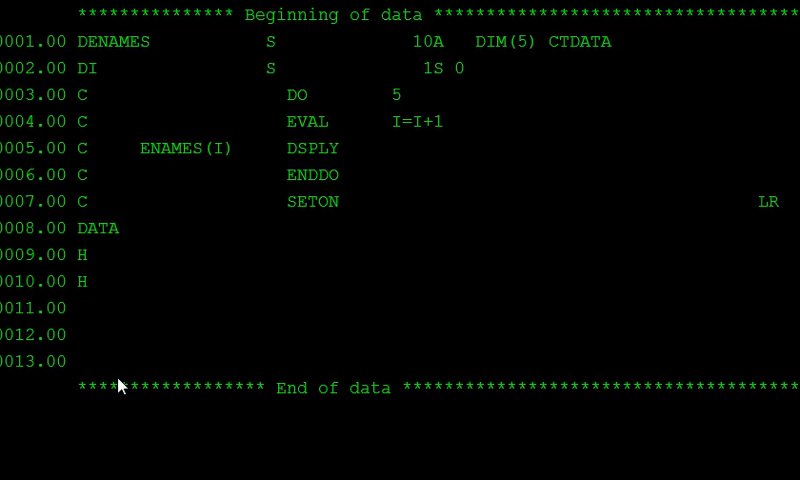 *************** Beginning of data ***********************************
0001.00 DENAMES S 10A DIM(5) CTDATA
0002.00 DI S 1S 0
0003.00 C DO 5
0004.00 C EVAL I=I+1
0005.00 C ENAMES(I) DSPLY
0006.00 C ENDDO
0007.00 C SETON LR
0008.00 DATA
0009.00 H
0010.00 H
0011.00
0012.00
0013.00
****************** End of data **************************************